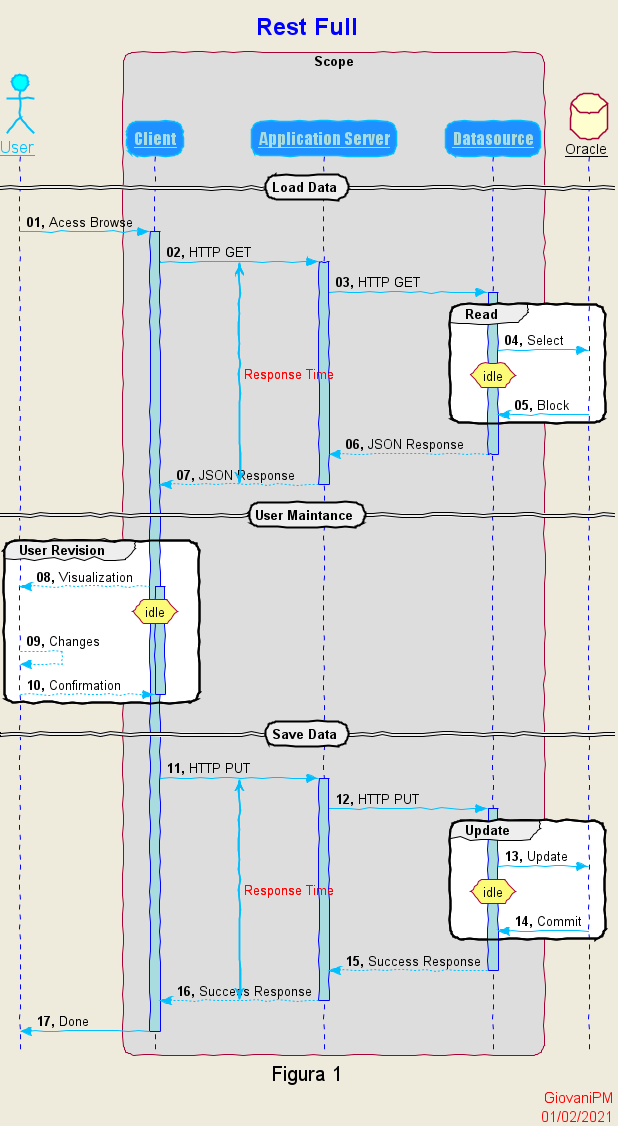 Rest Full
Scope
User
Client
Application Server
Datasource
Oracle
Load Data
01, Acess Browse
02, HTTP GET
03, HTTP GET
Read
04, Select
Response Time
idle
05, Block
06, JSON Response
07, JSON Response
User Maintance
User Revision
08, Visualization
idle
09, Changes
10, Confirmation
Save Data
11, HTTP PUT
12, HTTP PUT
Update
13, Update
Response Time
idle
14, Commit
15, Success Response
16, Success Response
17, Done
Figura 1
GiovaniPM
01/02/2021